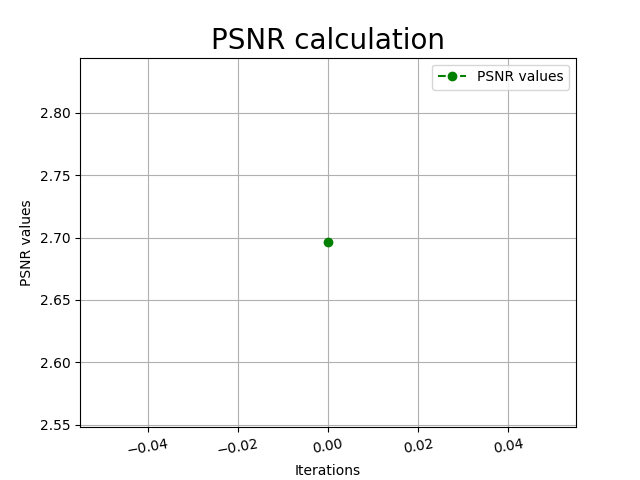 PSNR calculation
PSNR values
2.80
2.75
2.70
2.65
2.60
2.55
PSNR values
−0.04
−0.02
0.00
0.02
0.04
Iterations